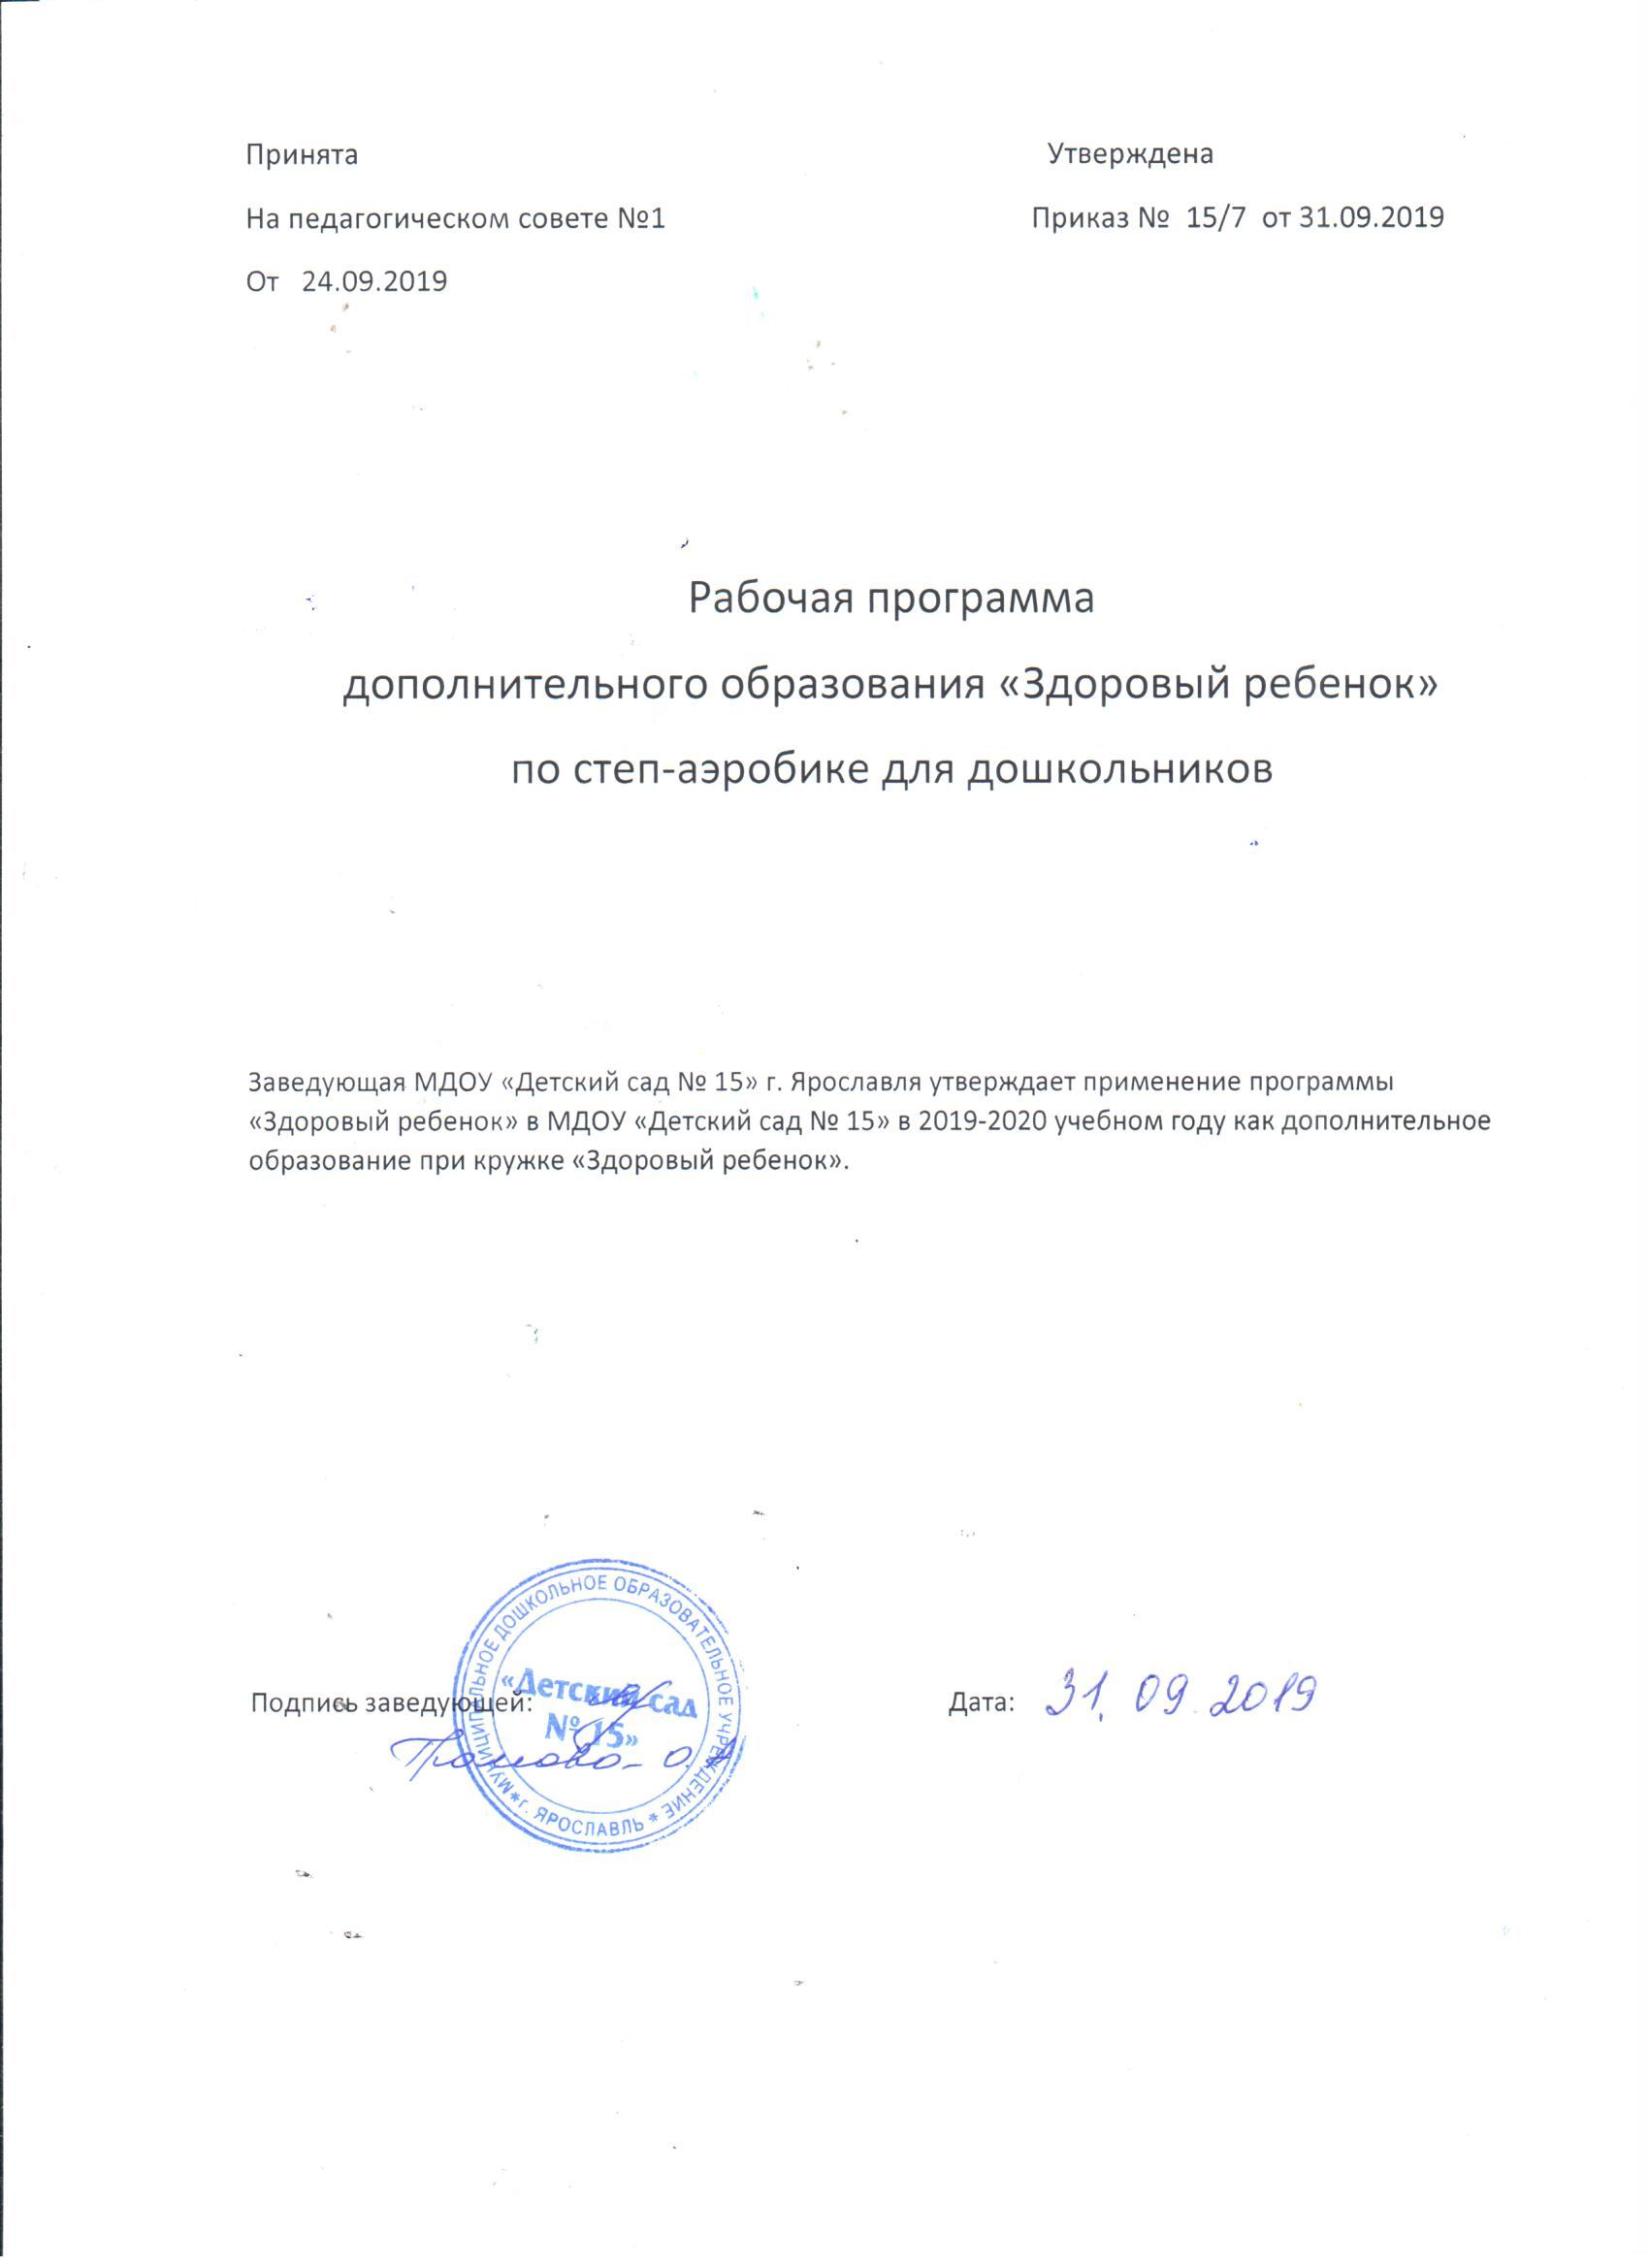 Принята
Утверждена
На педагогическом совете №1
Приказ № 15/7 от 31.09.2019
От 24.09.2019
Рабочая программа
дополнительного образования «Здоровый ребенок»
по степ-аэробике для дошкольников
Заведующая МДОУ «Детский сад № 15» г. Ярославля утверждает применение программы
«Здоровый ребенок» в МДОУ «Детский сад № 15» в 2019-2020 учебном году как дополнительное
образование при кружке «Здоровый ребенок».
Подпись заведующей:
Дата: 31.09.2019
МУНИЦИПАЛЬНОЕ ДОШКОЛЬНОЕ ОБРАЗОВАТЕЛЬНОЕ УЧРЕЖДЕНИЕ * г. ЯРОСЛАВЛЬ *
«Детский сад
№ 15»